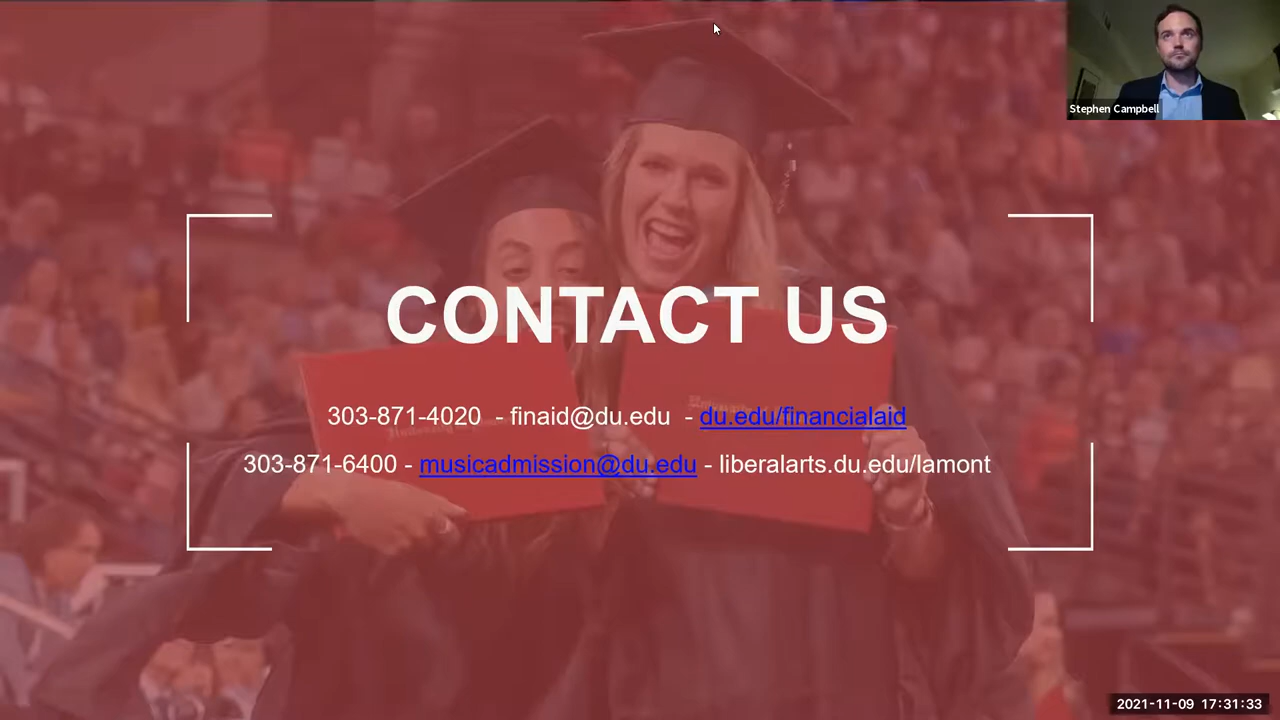 Stephen Campbell
CONTACT US
303-871-4020 - finaid@du.edu - du.edu/financialaid
303-871-6400 - musicadmission@du.edu - liberalarts.du.edu/lamont
2021-11-09 17:31:33